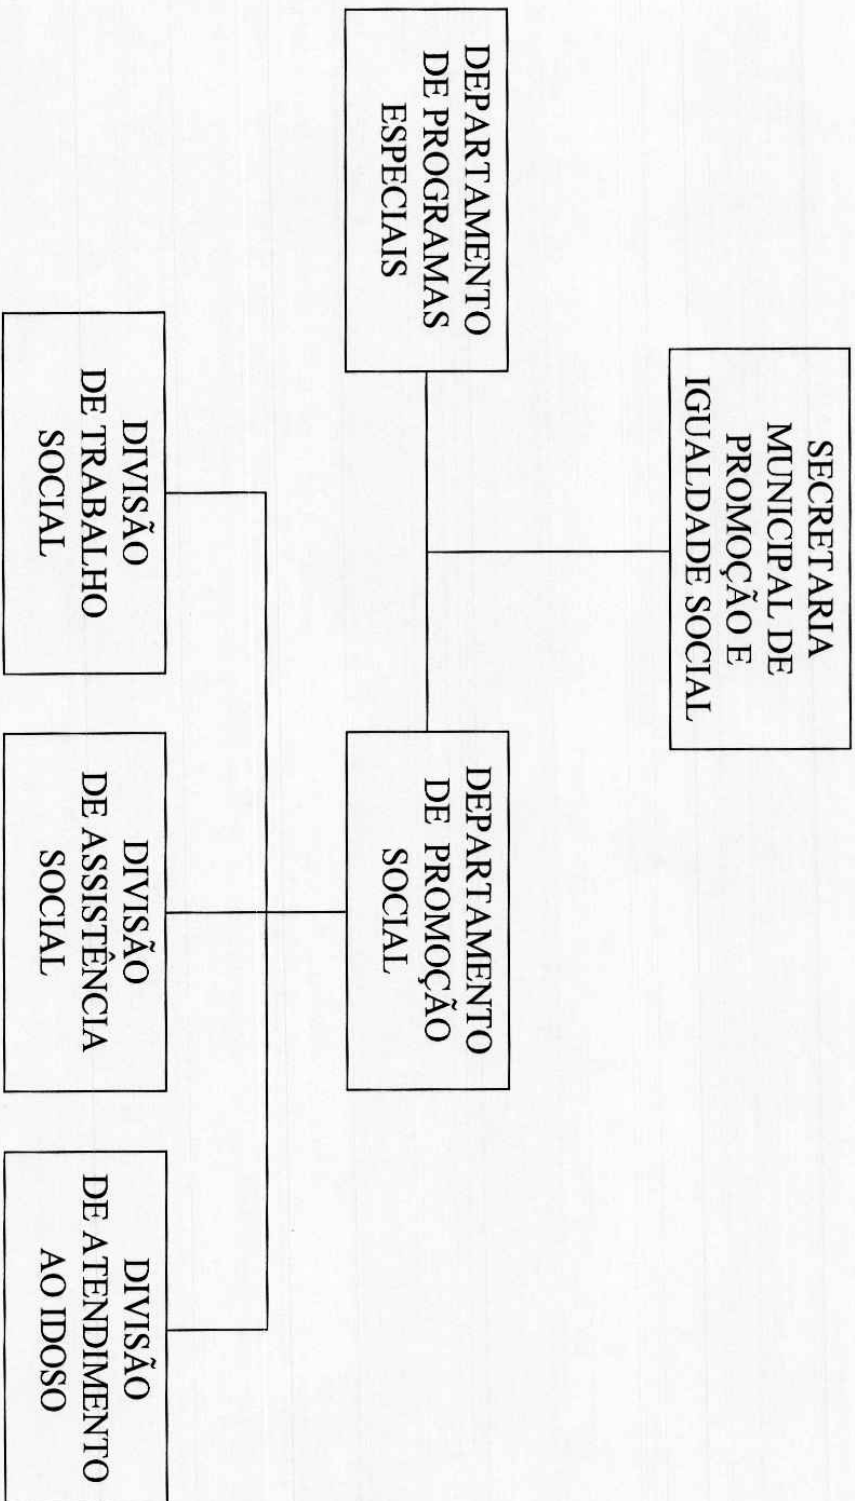 SECRETARIA
MUNICIPAL DE
PROMOÇÃO E
IGUALDADE SOCIAL
DEPARTAMENTO
DE PROGRAMAS
ESPECIAIS
DEPARTAMENTO
DE PROMOÇÃO
SOCIAL
DIVISÃO
DE TRABALHO
SOCIAL
DIVISÃO
DE ASSISTÊNCIA
SOCIAL
DIVISÃO
DE ATENDIMENTO
AO IDOSO